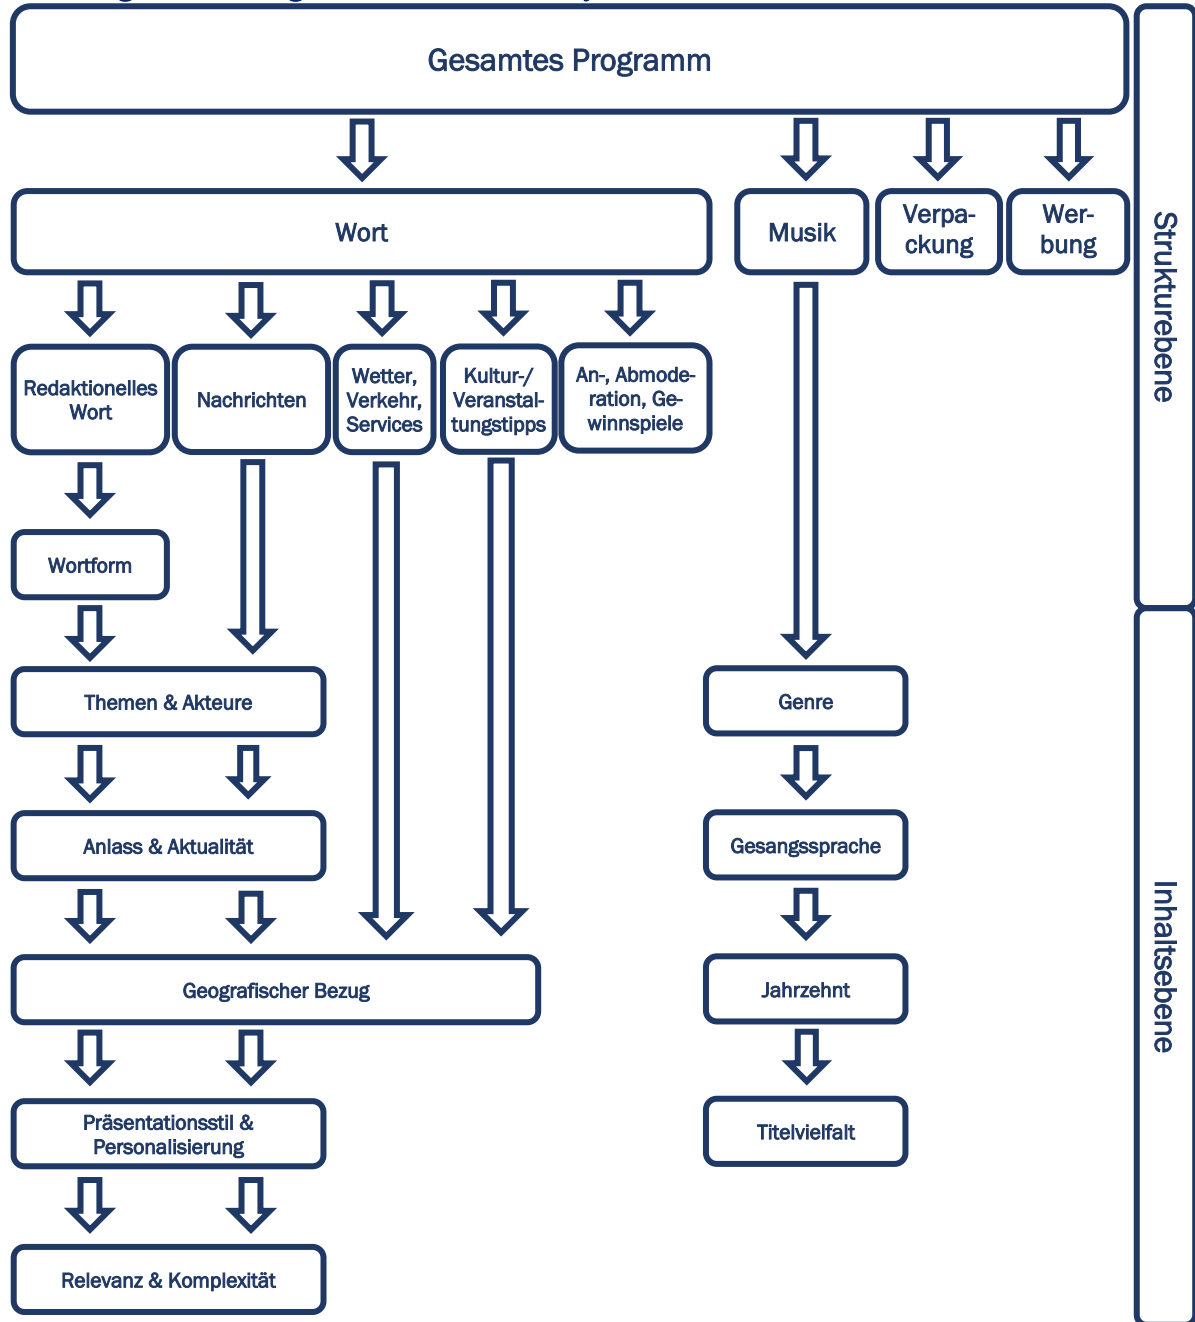 Gesamtes Programm
Wort
Musik
Verpa-
ckung
Wer-
bung
Strukturebene
Redaktionelles
Wort
Nachrichten
Wetter,
Verkehr,
Services
Kultur-/
Veranstal-
tungstipps
An-, Abmode-
ration, Ge-
winnspiele
Wortform
Themen & Akteure
Genre
Anlass & Aktualität
Gesangssprache
Inhaltsebene
Geografischer Bezug
Jahrzehnt
Präsentationsstil &
Personalisierung
Titelvielfalt
Relevanz & Komplexität